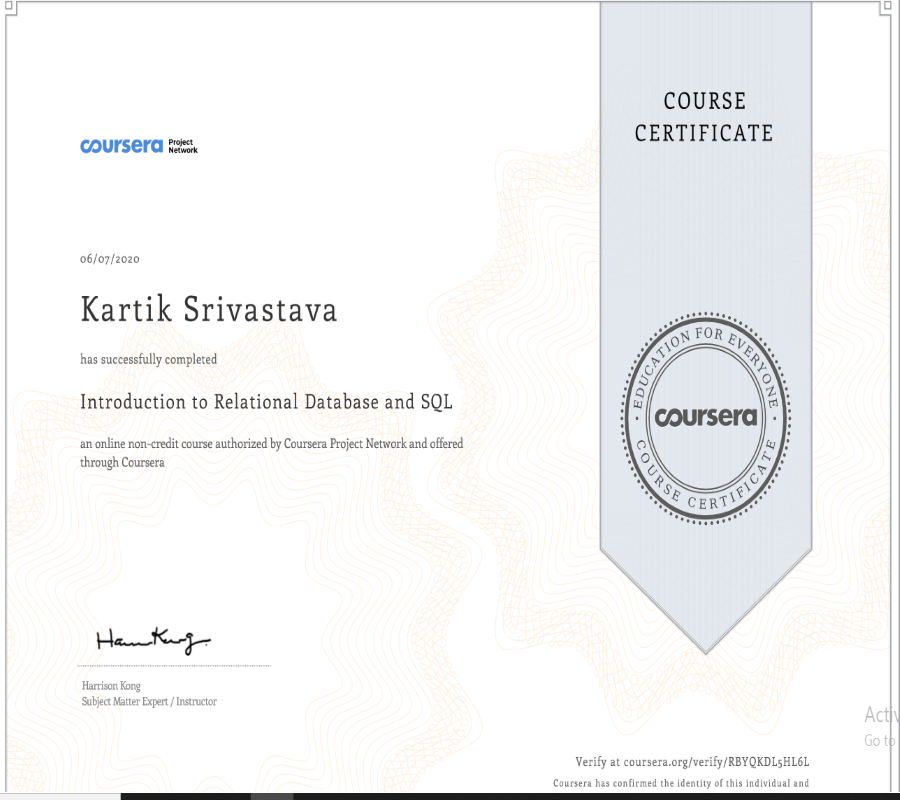 COURSE
CERTIFICATE
coursera Project
Network
06/07/2020
Kartik Srivastava
has successfully completed
Introduction to Relational Database and SQL
an online non-credit course authorized by Coursera Project Network and offered
through Coursera
EDUCATION FOR EVERYONE
coursera
COURSE CERTIFICATE
Harrison Kong
Subject Matter Expert / Instructor
Verify at coursera.org/verify/RBYQKDL5HL6L
Coursera has confirmed the identity of this individual and
Go to